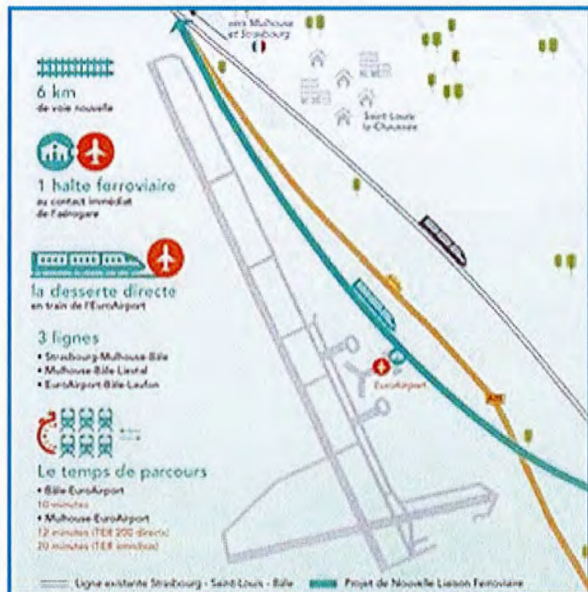 vers Mulhouse
et Strasbourg
6 km
de voie nouvelle
Saint-Louis
la-Chaussée
1 halte ferroviaire
au contact immédiat
de l'aérogare
la desserte directe
en train de l'EuroAirport
3 lignes
• Strasbourg-Mulhouse-Bâle
• Mulhouse-Bâle-Liestal
• EuroAirport-Bâle-Laufon
EuroAirport
A35
Le temps de parcours
• Bâle-EuroAirport
10 minutes
• Mulhouse-EuroAirport
12 minutes (TER 200 directs)
20 minutes (TER omnibus)
Ligne existante Strasbourg - Saint-Louis - Bâle
Projet de Nouvelle Liaison Ferroviaire